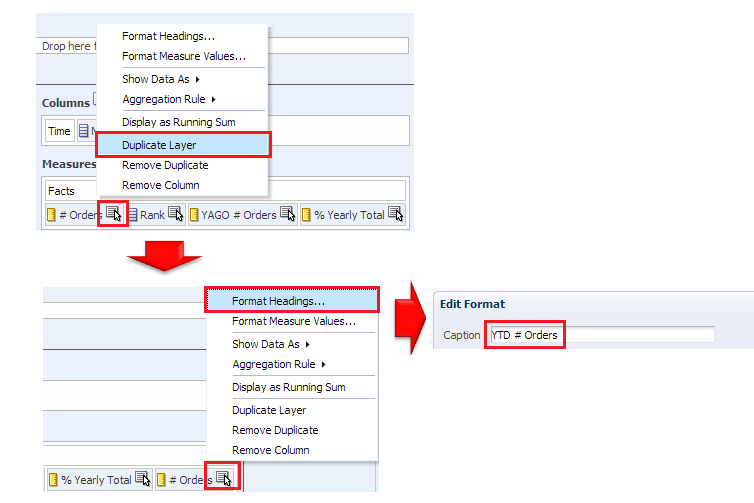 Format Headings...
Drop here f
Format Measure Values...
Show Data As
Columns
Aggregation Rule
Display as Running Sum
Time
Duplicate Layer
Measures
Remove Duplicate
Remove Column
Facts
# Orders Rank YAGO # Orders % Yearly Total
Format Headings...
Format Measure Values...
Show Data As
Aggregation Rule
Display as Running Sum
Duplicate Layer
Remove Duplicate
Remove Column
% Yearly Total # Orders
Edit Format
Caption YTD # Orders